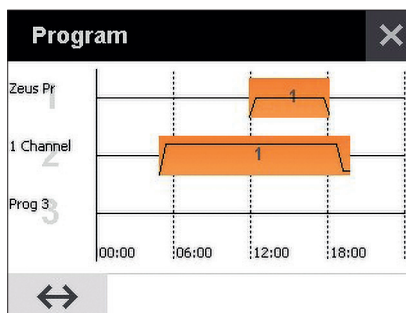 Program
Zeus Pr 1
1
1 Channel 2
1
Prog 3 3
00:00 06:00 12:00 18:00